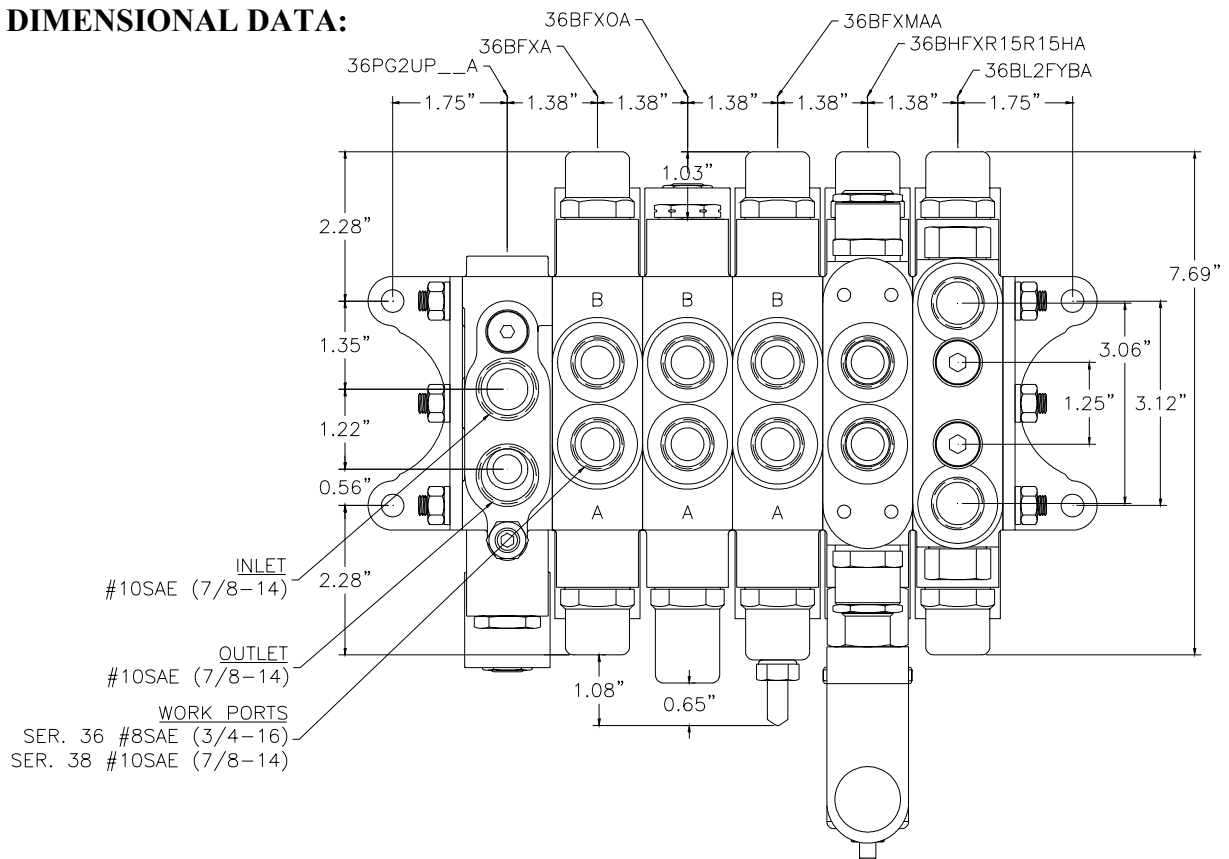 DIMENSIONAL DATA:
36BFXOA
36BFXMAA
36BFXA
36BHFXR15R15HA
36PG2UP__A
36BL2FYBA
1.75”
1.38”
1.38”
1.38”
1.38”
1.38”
1.75”
1.03”
2.28”
7.69”
B
B
B
1.35”
3.06”
1.22”
1.25”
3.12”
0.56”
A
A
A
INLET
#10SAE (7/8–14)
2.28”
OUTLET
#10SAE (7/8–14)
1.08”
0.65”
WORK PORTS
SER. 36 #8SAE (3/4–16)
SER. 38 #10SAE (7/8–14)